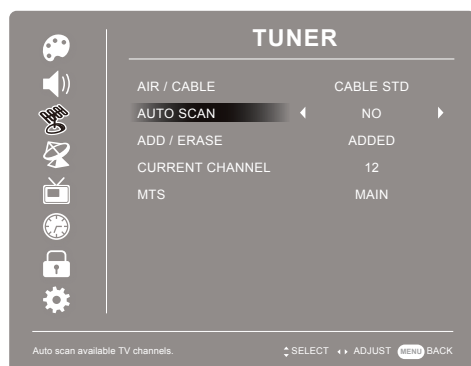 TUNER
AIR / CABLE CABLE STD
AUTO SCAN NO
ADD / ERASE ADDED
CURRENT CHANNEL 12
MTS MAIN
Auto scan available TV channels. SELECT ADJUST MENU BACK